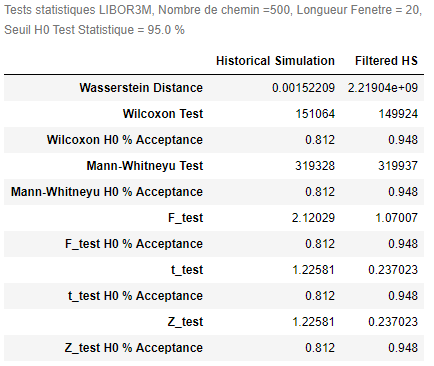 Tests statistiques LIBOR3M, Nombre de chemin =500, Longueur Fenetre = 20,
Seuil H0 Test Statistique = 95.0 %
Historical Simulation Filtered HS
Wasserstein Distance 0.00152209 2.21904e+09
Wilcoxon Test 151064 149924
Wilcoxon H0 % Acceptance 0.812 0.948
Mann-Whitneyu Test 319328 319937
Mann-Whitneyu H0 % Acceptance 0.812 0.948
F_test 2.12029 1.07007
F_test H0 % Acceptance 0.812 0.948
t_test 1.22581 0.237023
t_test H0 % Acceptance 0.812 0.948
Z_test 1.22581 0.237023
Z_test H0 % Acceptance 0.812 0.948